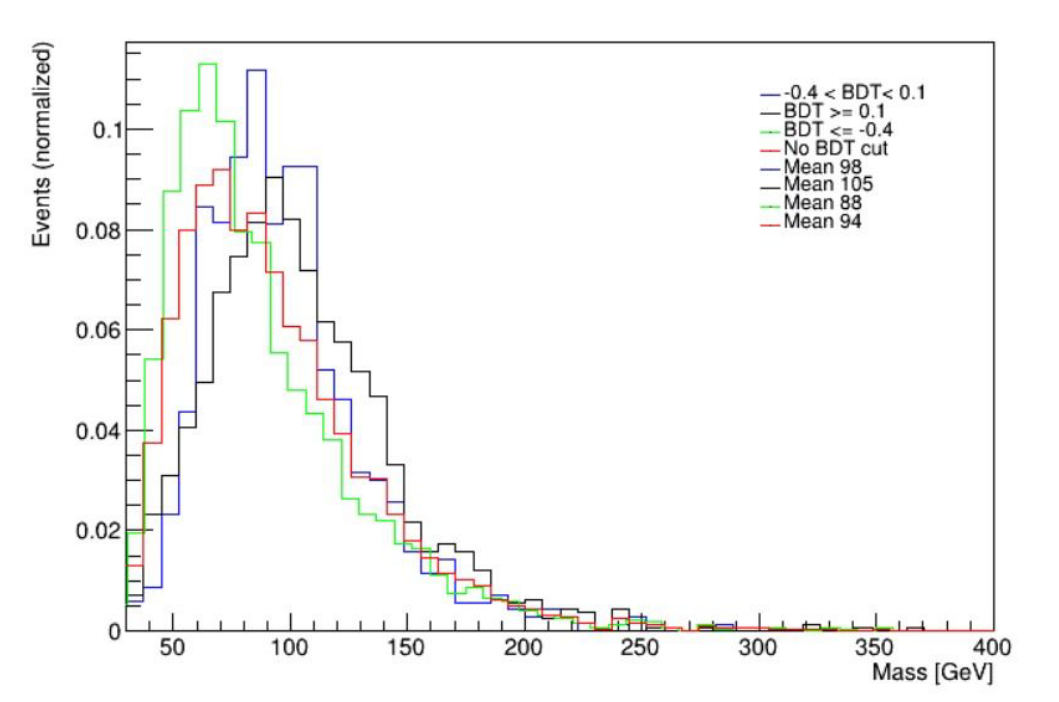 Events (normalized)
0.1
0.08
0.06
0.04
0.02
0
-0.4 < BDT< 0.1
BDT >= 0.1
BDT <= -0.4
No BDT cut
Mean 98
Mean 105
Mean 88
Mean 94
50 100 150 200 250 300 350 400
Mass [GeV]